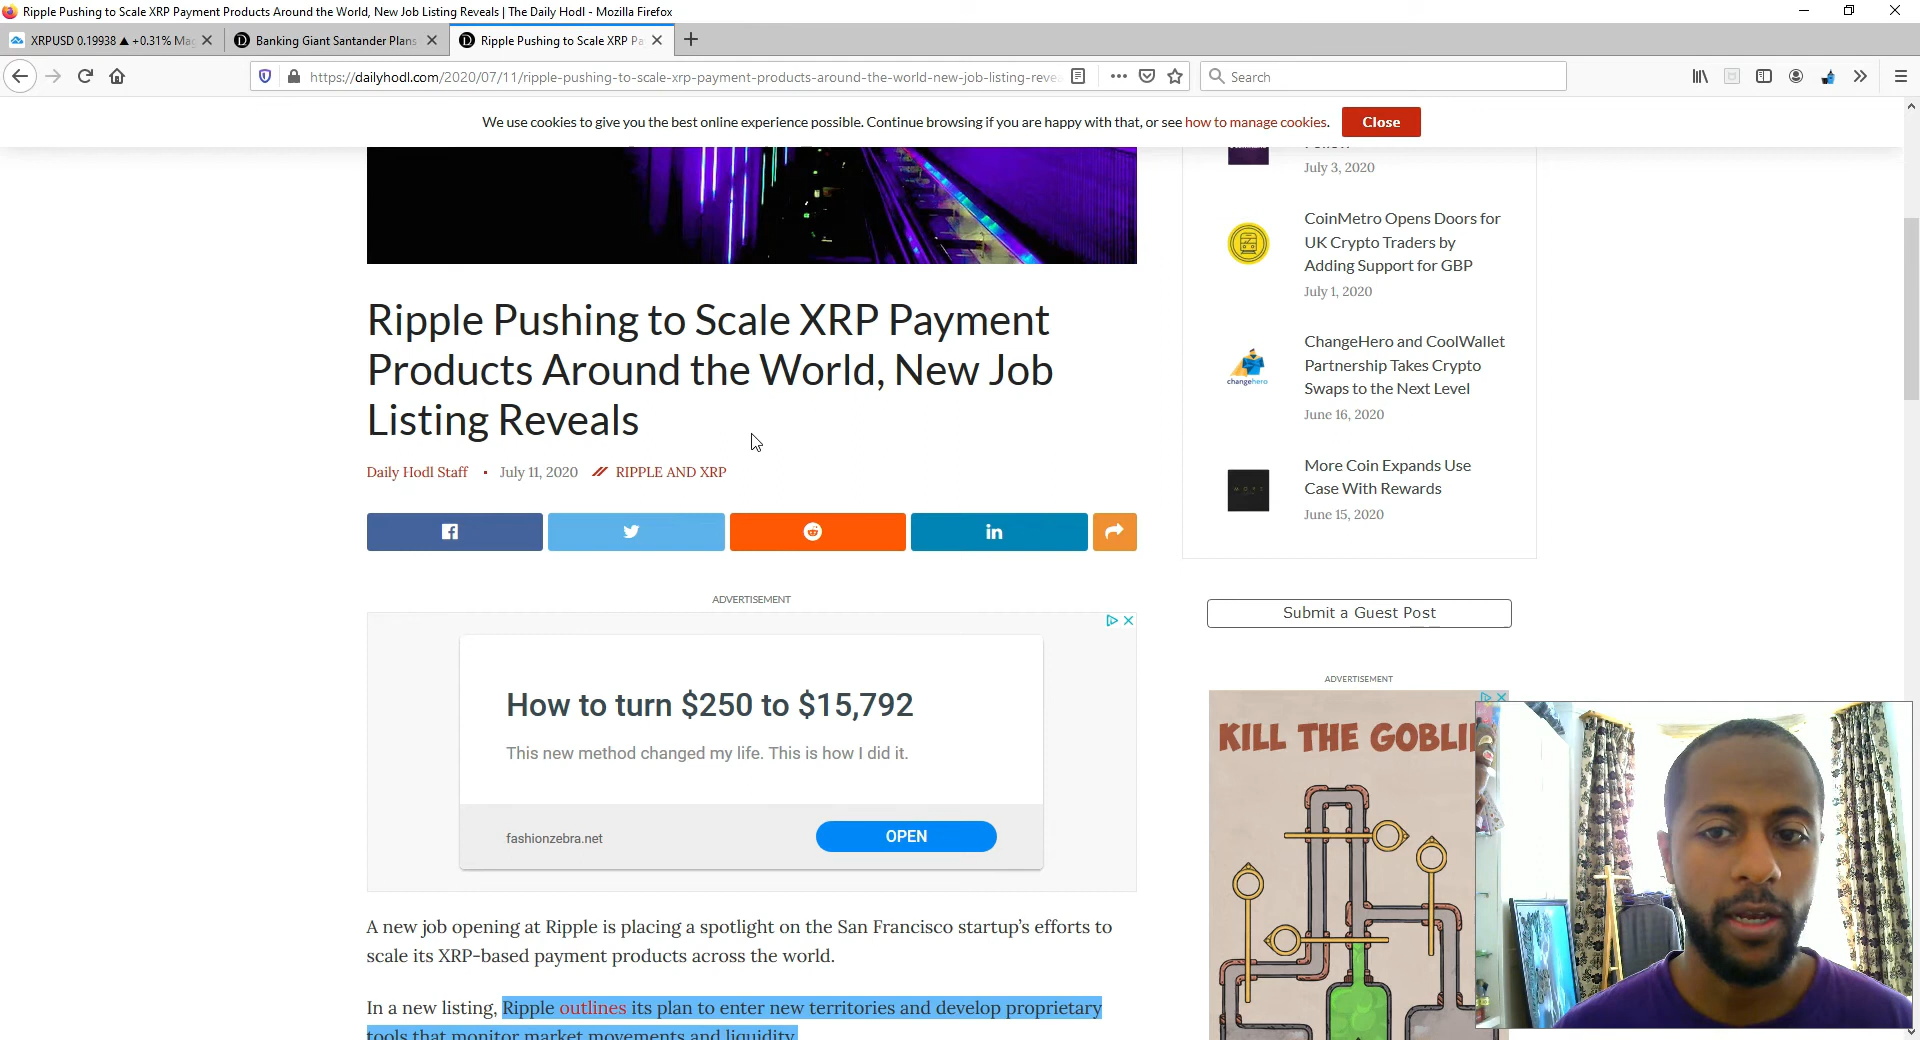 Ripple Pushing to Scale XRP Payment Products Around the World, New Job Listing Reveals | The Daily Hodl - Mozilla Firefox
XRPUSD 0.19938 ▲ +0.31% Ma
Banking Giant Santander Plans
Ripple Pushing to Scale XRP Pa
https://dailyhodl.com/2020/07/11/ripple-pushing-to-scale-xrp-payment-products-around-the-world-new-job-listing-reve
Search
We use cookies to give you the best online experience possible. Continue browsing if you are happy with that, or see how to manage cookies.
Close
Ripple Pushing to Scale XRP Payment
Products Around the World, New Job
Listing Reveals
Daily Hodl Staff • July 11, 2020 // RIPPLE AND XRP
ADVERTISEMENT
How to turn $250 to $15,792
This new method changed my life. This is how I did it.
fashionzebra.net
OPEN
A new job opening at Ripple is placing a spotlight on the San Francisco startup's efforts to
scale its XRP-based payment products across the world.
In a new listing, Ripple outlines its plan to enter new territories and develop proprietary
tools that monitor market movements and liquidity.
July 3, 2020
CoinMetro Opens Doors for
UK Crypto Traders by
Adding Support for GBP
July 1, 2020
changehero
ChangeHero and CoolWallet
Partnership Takes Crypto
Swaps to the Next Level
June 16, 2020
MORE
More Coin Expands Use
Case With Rewards
June 15, 2020
Submit a Guest Post
ADVERTISEMENT
KILL THE GOBLI